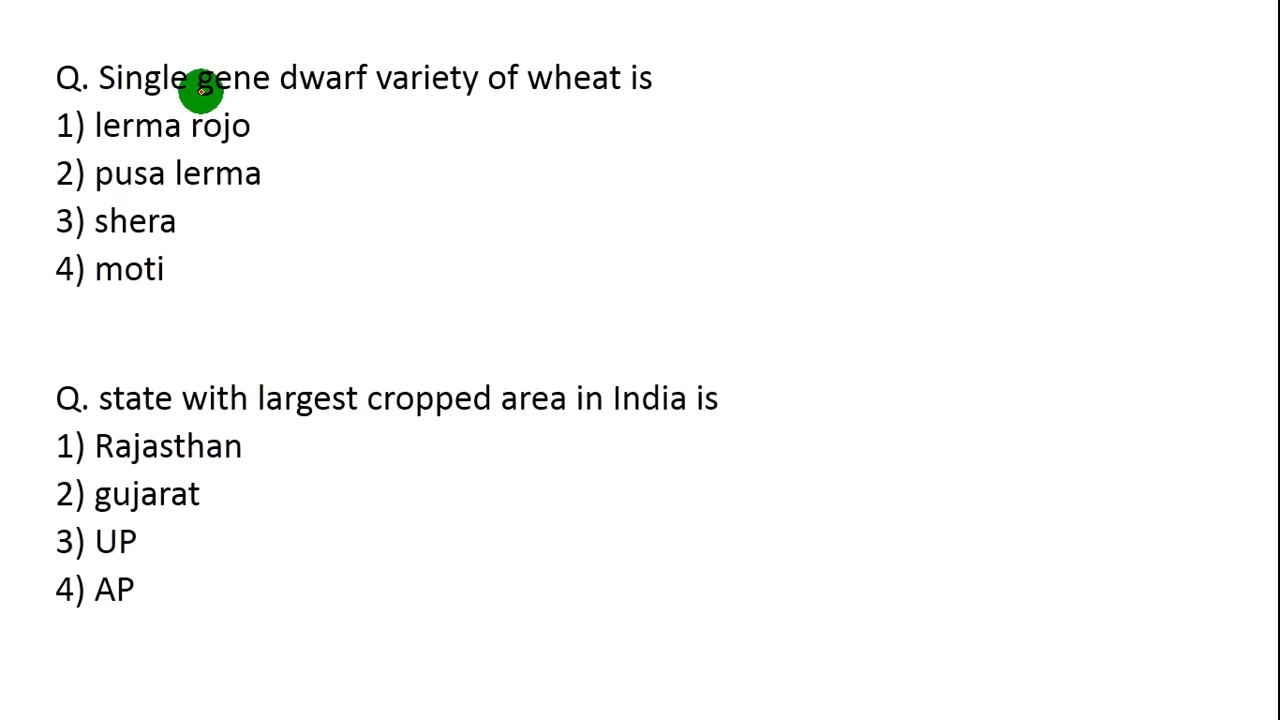 Q. Single gene dwarf variety of wheat is
1) lerma rojo
2) pusa lerma
3) shera
4) moti
Q. state with largest cropped area in India is
1) Rajasthan
2) gujarat
3) UP
4) AP